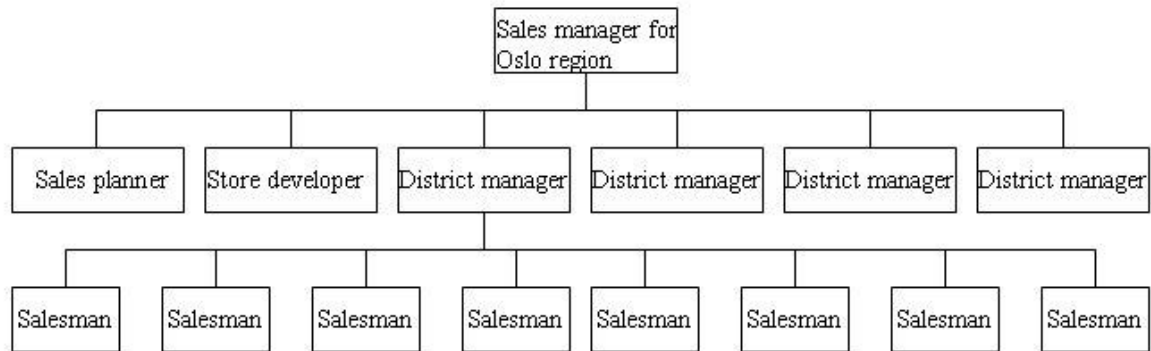 Sales manager for
Oslo region
Sales planner
Store developer
District manager
District manager
District manager
District manager
Salesman
Salesman
Salesman
Salesman
Salesman
Salesman
Salesman
Salesman